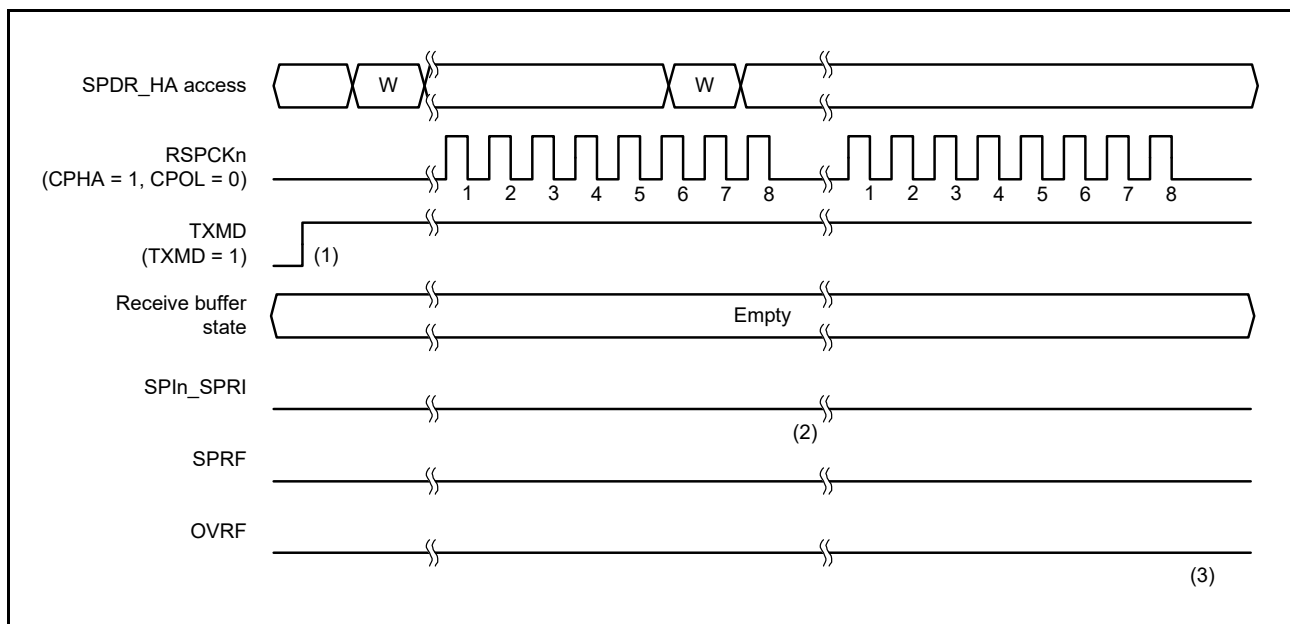 SPDR_HA access
W
W
RSPCKn
(CPHA = 1, CPOL = 0)
1 2 3 4 5 6 7 8 1 2 3 4 5 6 7 8
TXMD
(TXMD = 1)
(1)
Receive buffer
state
Empty
SPIn_SPRI
(2)
SPRF
OVRF
(3)